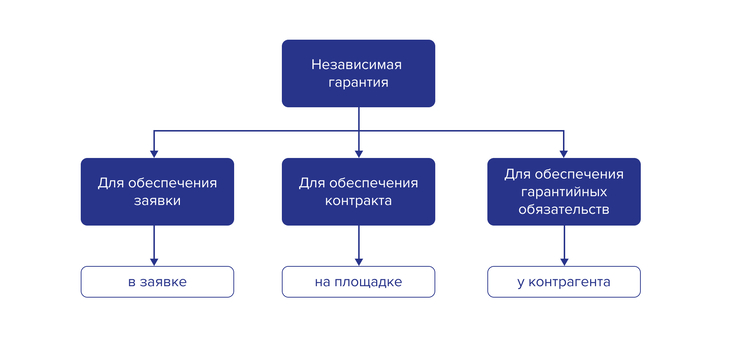 Независимая
гарантия
Для обеспечения
заявки
Для обеспечения
контракта
Для обеспечения
гарантийных
обязательств
в заявке
на площадке
у контрагента